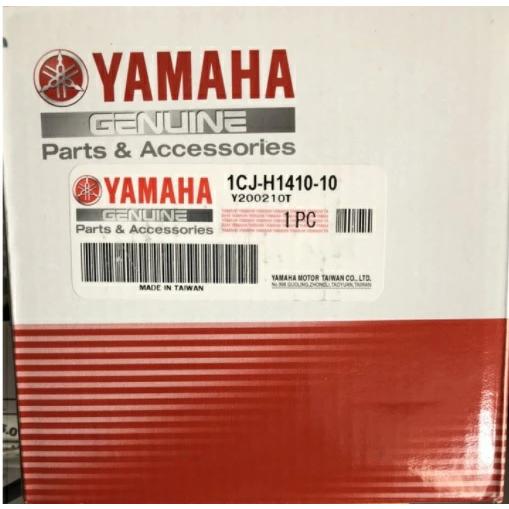 YAMAHA
GENUINE
Parts & Accessories
YAMAHA
GENUINE
Parts & Accessories
1CJ-H1410-10
Y200210T
1 PC
MADE IN TAIWAN
YAMAHA MOTOR TAIWAN CO., LTD.